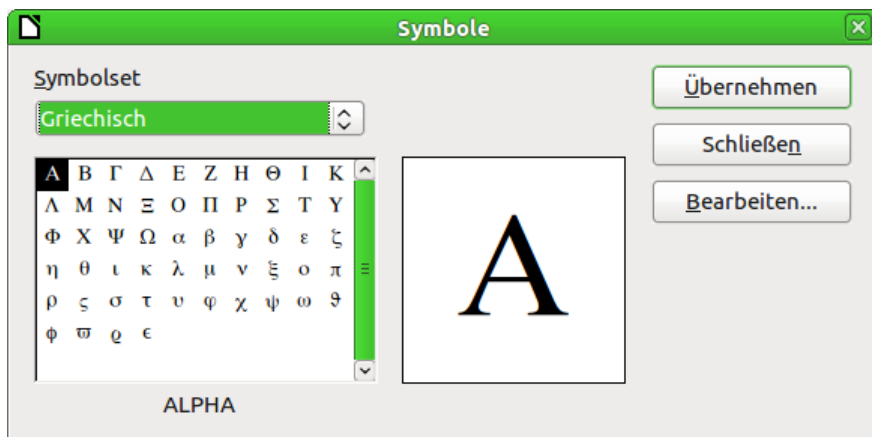 Symbole
Symbolset
Griechisch
Α Β Γ Δ Ε Ζ Η Θ Ι Κ
Λ Μ Ν Ξ Ο Π Ρ Σ Τ Υ
Φ Χ Ψ Ω α β γ δ ε ζ
η θ ι κ λ μ ν ξ ο π
ρ ς σ τ υ φ χ ψ ω ϑ
ϕ ϖ ϱ ϵ
ALPHA
Α
Übernehmen
Schließen
Bearbeiten...